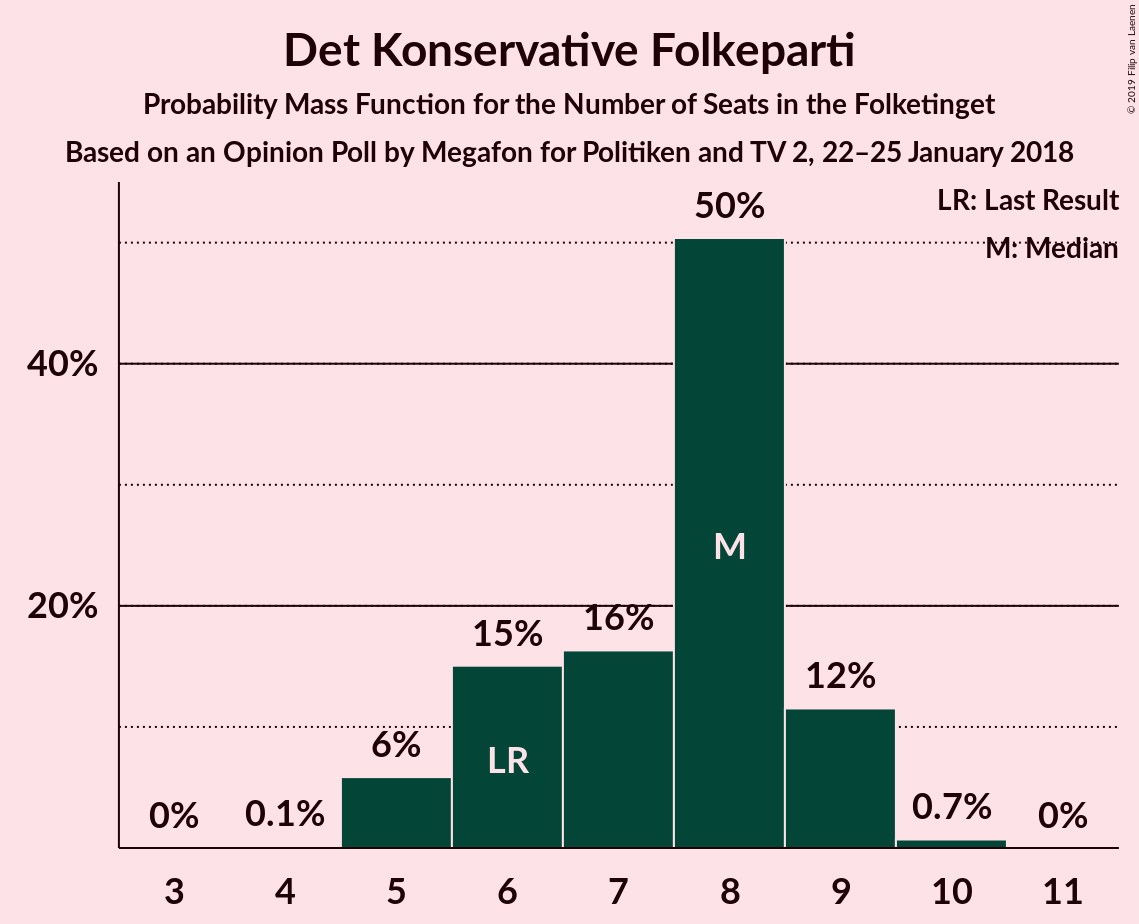 Det Konservative Folkeparti
Probability Mass Function for the Number of Seats in the Folketinget
Based on an Opinion Poll by Megafon for Politiken and TV 2, 22–25 January 2018
© 2019 Filip van Laenen
LR: Last Result
M: Median
50%
40%
20%
0%
0.1%
6%
15%
16%
12%
0.7%
0%
LR
M
3 4 5 6 7 8 9 10 11